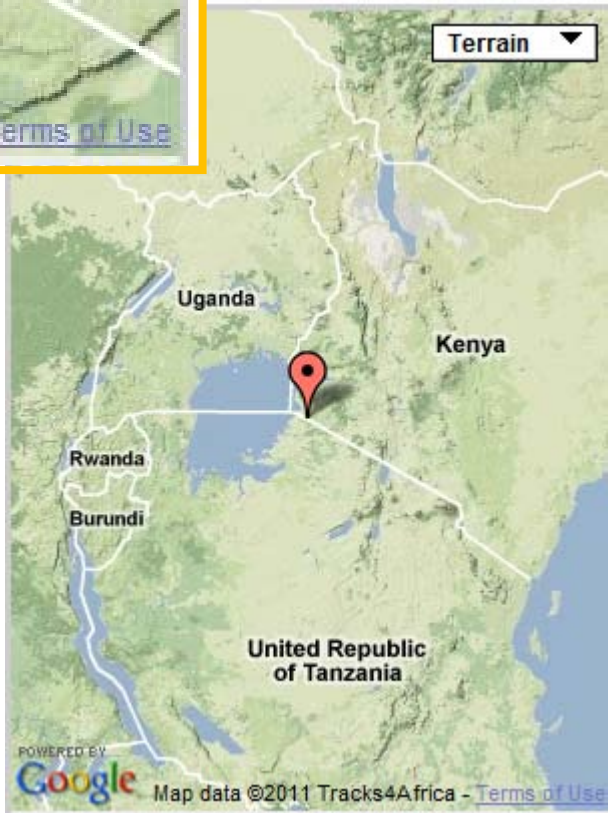 Terms of Use
Terrain
Uganda
Kenya
Rwanda
Burundi
United Republic
of Tanzania
POWERED BY
Google
Map data ©2011 Tracks4Africa - Terms of Use